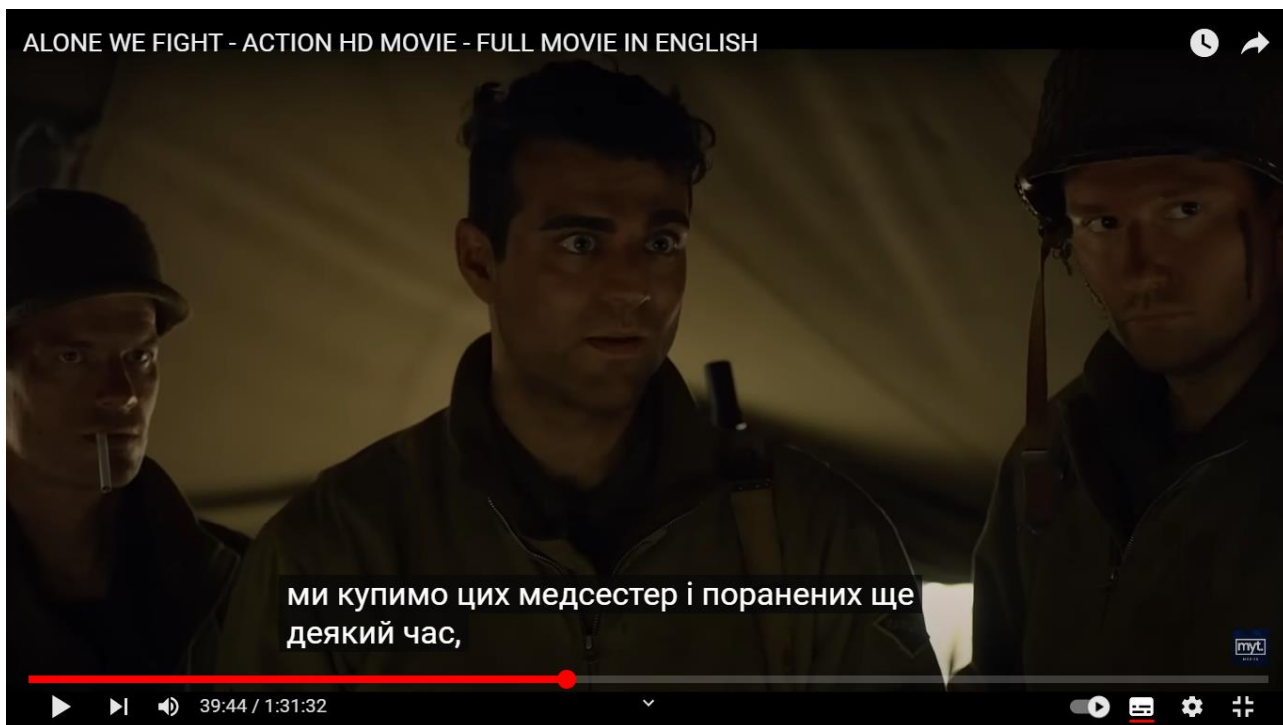 ALONE WE FIGHT - ACTION HD MOVIE - FULL MOVIE IN ENGLISH
ми купимо цих медсестер і поранених ще
деякий час,
myt.
39:44 / 1:31:32